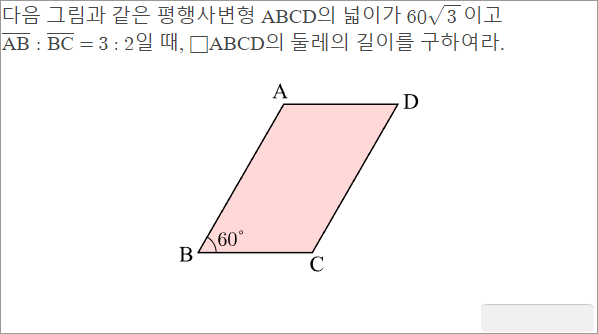 다음 그림과 같은 평행사변형 ABCD의 넓이가 60√3 이고
AB : BC = 3 : 2일 때, □ABCD의 둘레의 길이를 구하여라.
A
D
60°
B
C